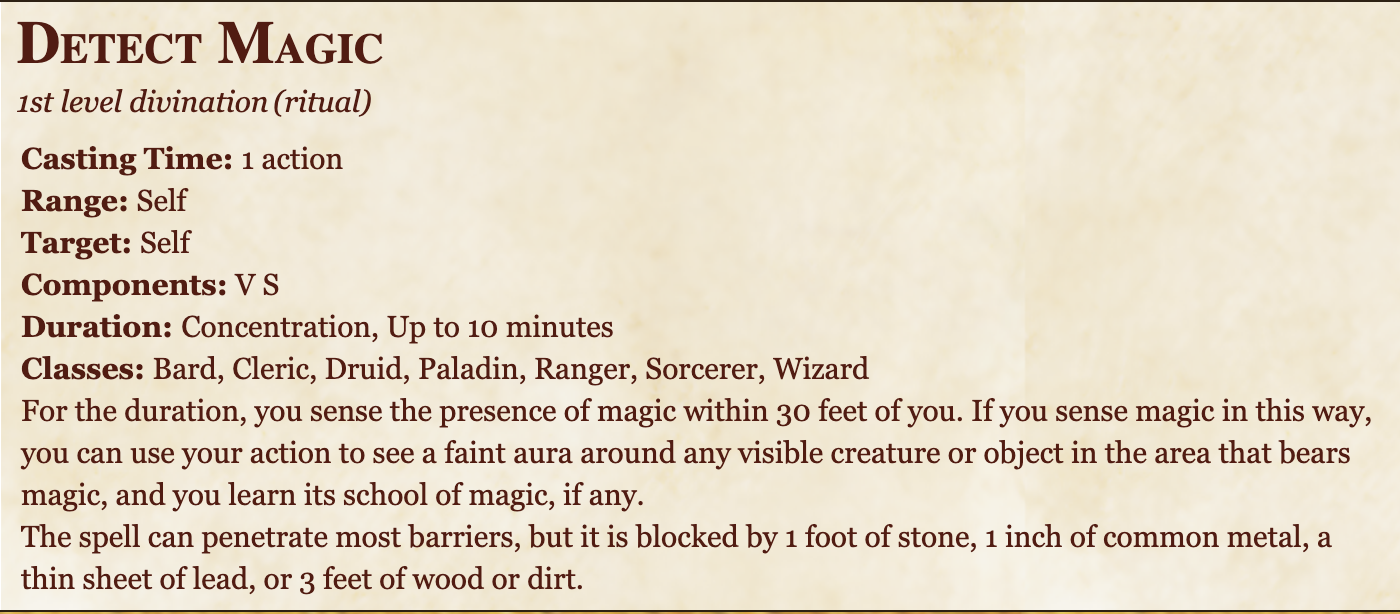 Detect Magic
1st level divination (ritual)
Casting Time: 1 action
Range: Self
Target: Self
Components: V S
Duration: Concentration, Up to 10 minutes
Classes: Bard, Cleric, Druid, Paladin, Ranger, Sorcerer, Wizard
For the duration, you sense the presence of magic within 30 feet of you. If you sense magic in this way,
you can use your action to see a faint aura around any visible creature or object in the area that bears
magic, and you learn its school of magic, if any.
The spell can penetrate most barriers, but it is blocked by 1 foot of stone, 1 inch of common metal, a
thin sheet of lead, or 3 feet of wood or dirt.